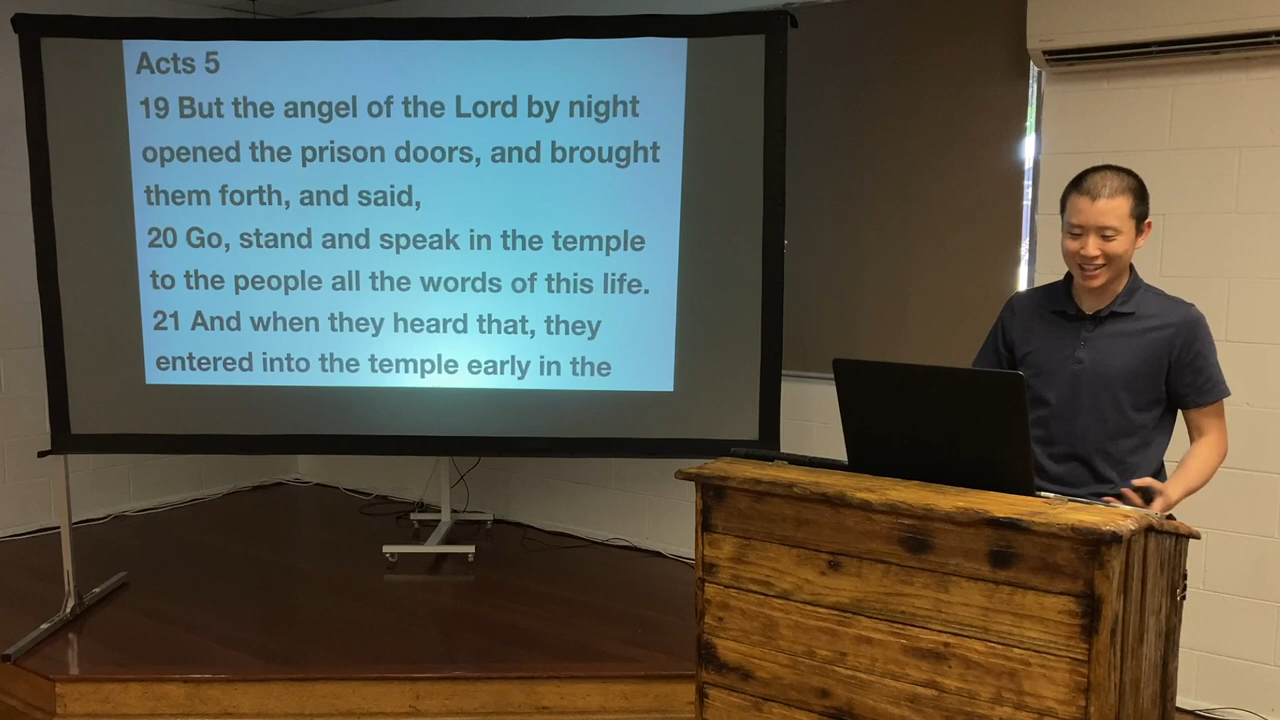 Acts 5
19 But the angel of the Lord by night
opened the prison doors, and brought
them forth, and said,
20 Go, stand and speak in the temple
to the people all the words of this life.
21 And when they heard that, they
entered into the temple early in the